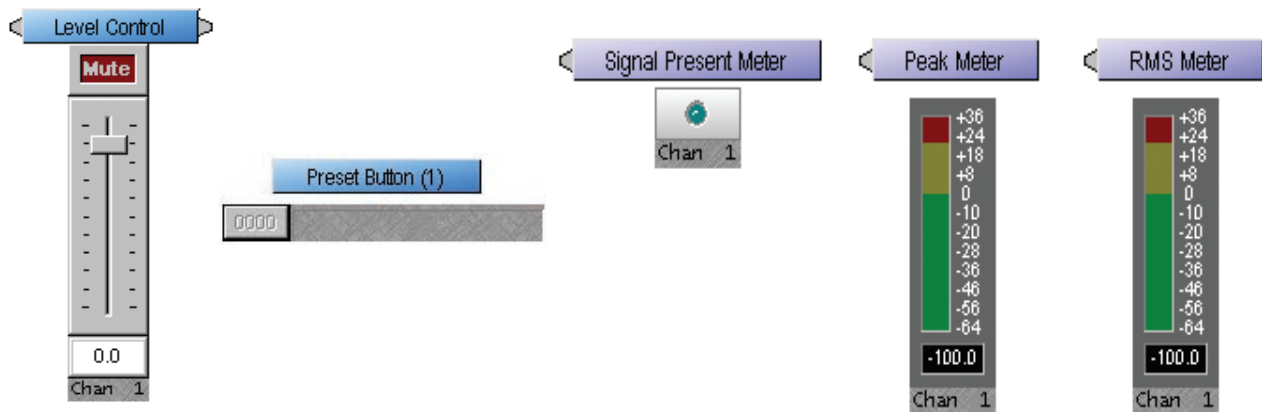 Level Control
Mute
0.0
Chan 1
Preset Button (1)
0000
Signal Present Meter
Chan 1
Peak Meter
+36
+24
+18
+8
0
-10
-20
-28
-36
-46
-56
-64
-100.0
Chan 1
RMS Meter
+36
+24
+18
+8
0
-10
-20
-28
-36
-46
-56
-64
-100.0
Chan 1